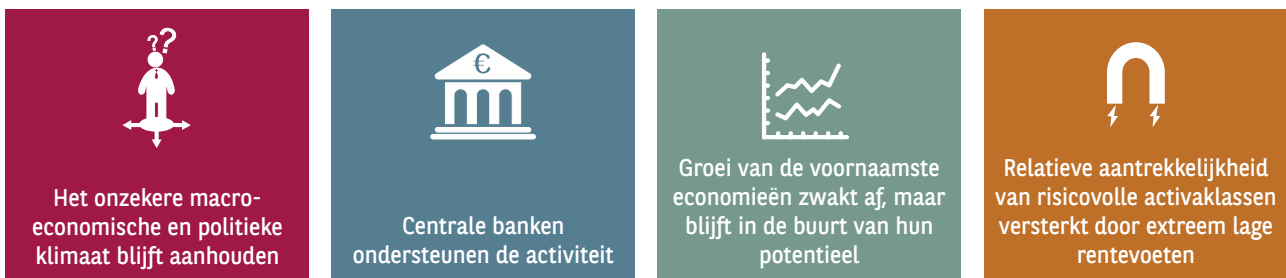 ??
Het onzekere macro-
economische en politieke
klimaat blijft aanhouden
€
Centrale banken
ondersteunen de activiteit
Groei van de voornaamste
economieën zwakt af, maar
blijft in de buurt van hun
potentieel
Relatieve aantrekkelijkheid
van risicovolle activaklassen
versterkt door extreem lage
rentevoeten